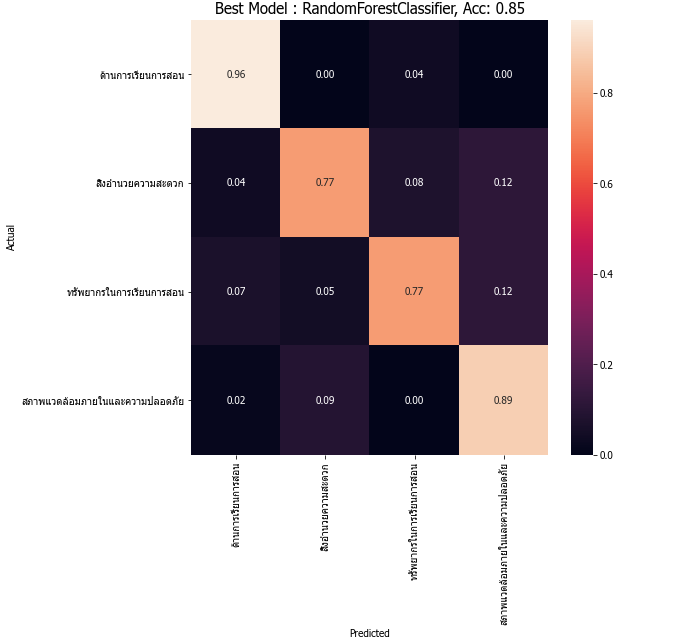 Best Model : RandomForestClassifier, Acc: 0.85
Actual
ด้านการเรียนการสอน
0.96 0.00 0.04 0.00
สิ่งอำนวยความสะดวก
0.04 0.77 0.08 0.12
ทรัพยากรในการเรียนการสอน
0.07 0.05 0.77 0.12
สภาพแวดล้อมภายในและความปลอดภัย
0.02 0.09 0.00 0.89
0.8
0.6
0.4
0.2
0.0
ด้านการเรียนการสอน
สิ่งอำนวยความสะดวก
ทรัพยากรในการเรียนการสอน
สภาพแวดล้อมภายในและความปลอดภัย
Predicted